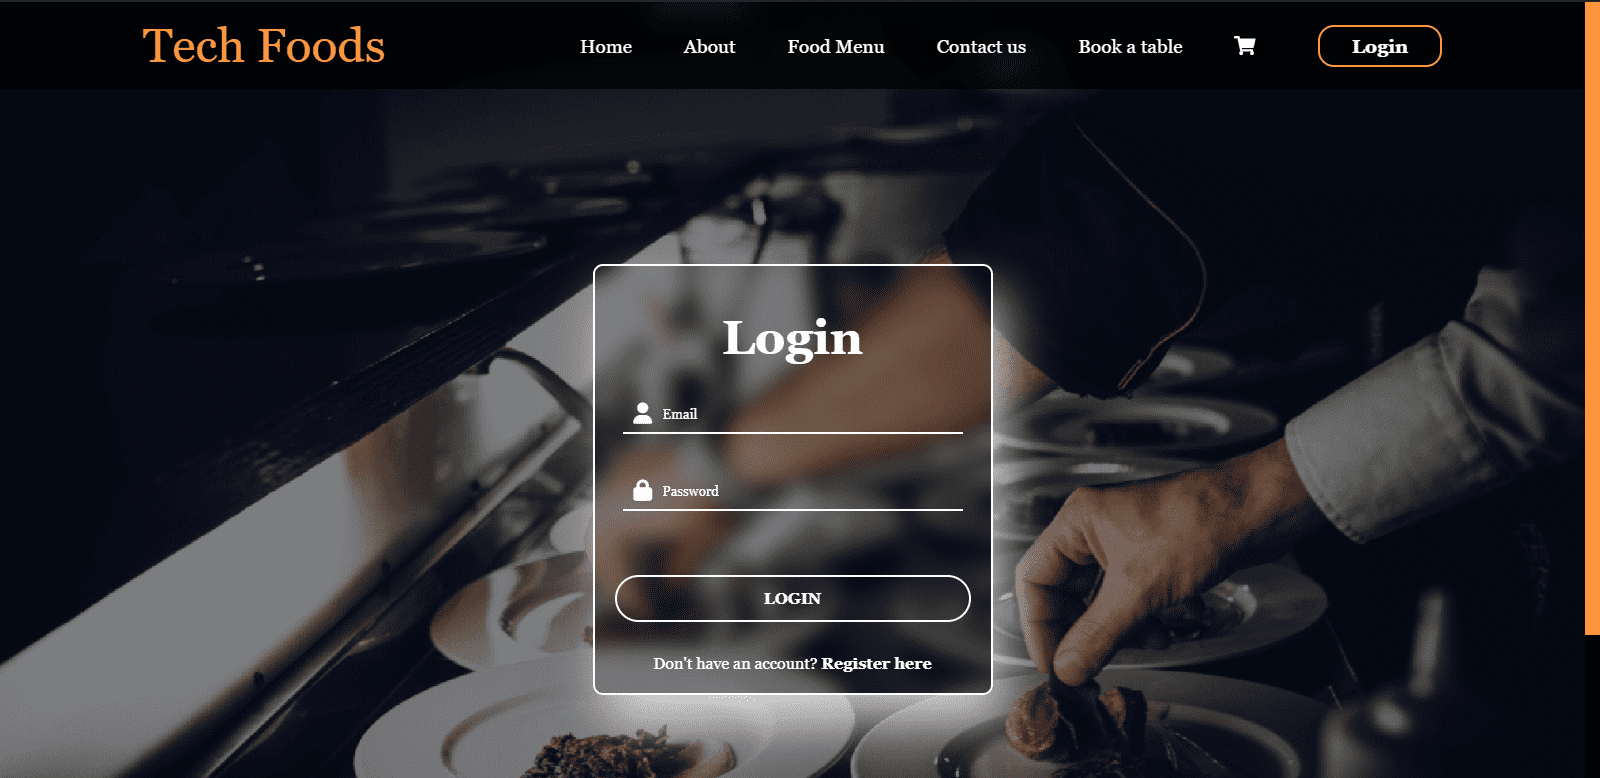 Tech Foods
Home About Food Menu Contact us Book a table Login
Login
Email
Password
LOGIN
Don't have an account? Register here